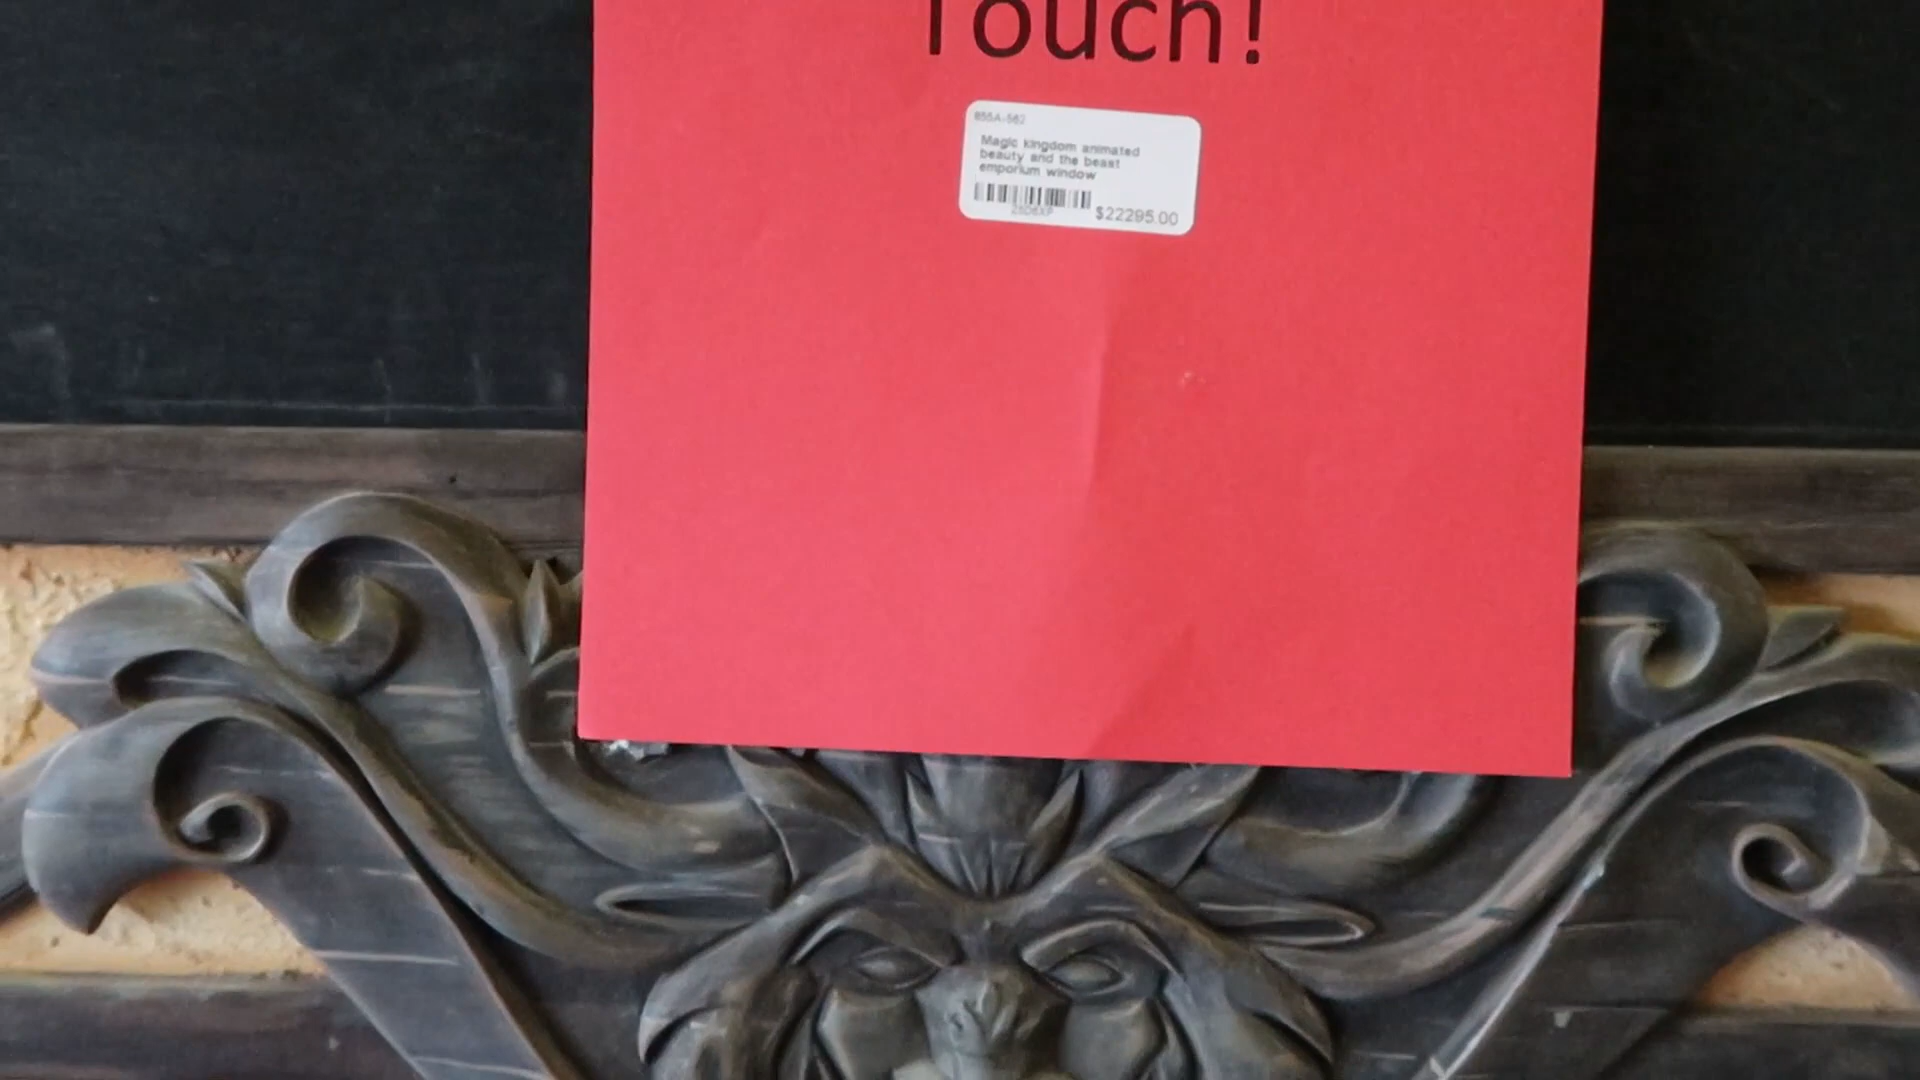 Touch!
855A-562
Magic kingdom animated
beauty and the beast
emporium window
$22295.00